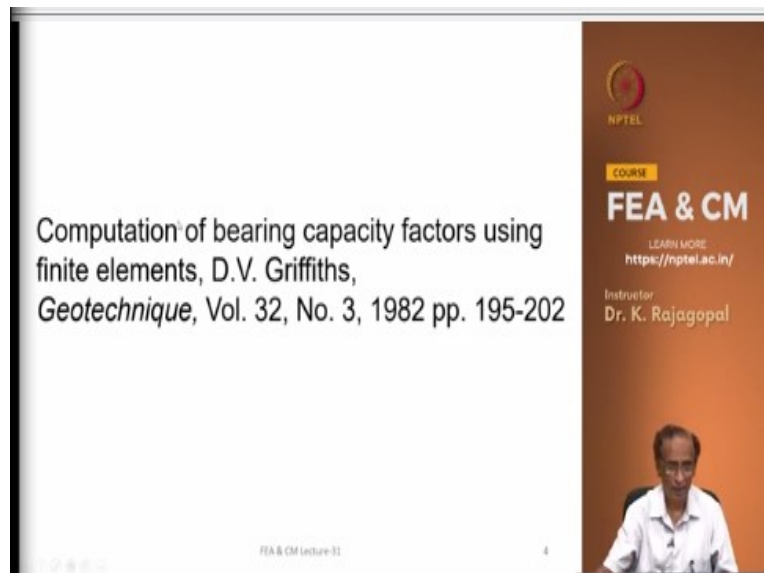 Computation of bearing capacity factors using
finite elements, D.V. Griffiths,
Geotechnique, Vol. 32, No. 3, 1982 pp. 195-202
FEA & CM Lecture-31
4
NPTEL
COURSE
FEA & CM
LEARN MORE
https://nptel.ac.in/
Instructor
Dr. K. Rajagopal